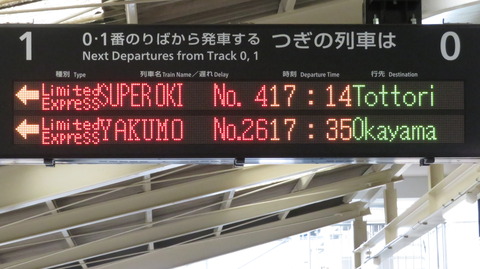 1 0·1番のりばから発車する つぎの列車は 0
Next Departures from Track 0, 1
種別 Type 列車名 Train Name／遅れ Delay 時刻 Departure Time 行先 Destination
← Limited Express SUPER OKI No. 4 17:14 Tottori
← Limited Express YAKUMO No.26 17:35 Okayama